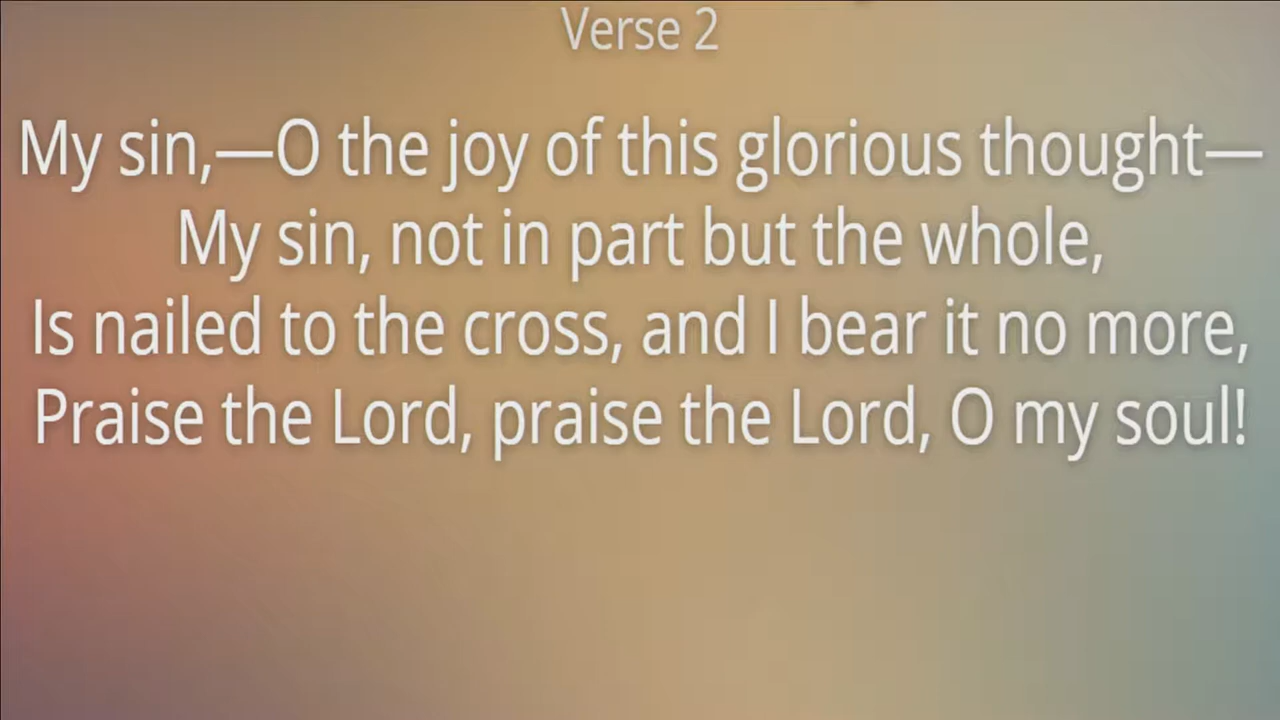 Verse 2
My sin,—O the joy of this glorious thought—
My sin, not in part but the whole,
Is nailed to the cross, and I bear it no more,
Praise the Lord, praise the Lord, O my soul!